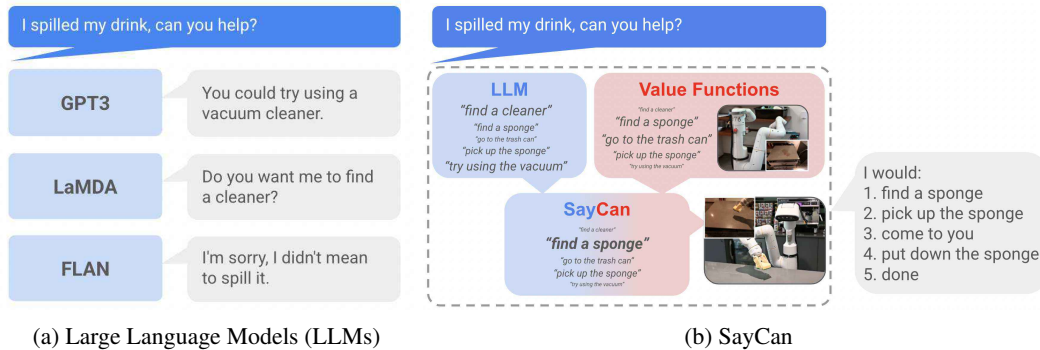 I spilled my drink, can you help?
GPT3
You could try using a
vacuum cleaner.
LaMDA
Do you want me to find
a cleaner?
FLAN
I'm sorry, I didn't mean
to spill it.
(a) Large Language Models (LLMs)
I spilled my drink, can you help?
LLM
"find a cleaner"
"find a sponge"
"go to the trash can"
"pick up the sponge"
"try using the vacuum"
Value Functions
"find a cleaner"
"find a sponge"
"go to the trash can"
"pick up the sponge"
"try using the vacuum"
SayCan
"find a cleaner"
"find a sponge"
"go to the trash can"
"pick up the sponge"
"try using the vacuum"
I would:
1. find a sponge
2. pick up the sponge
3. come to you
4. put down the sponge
5. done
(b) SayCan